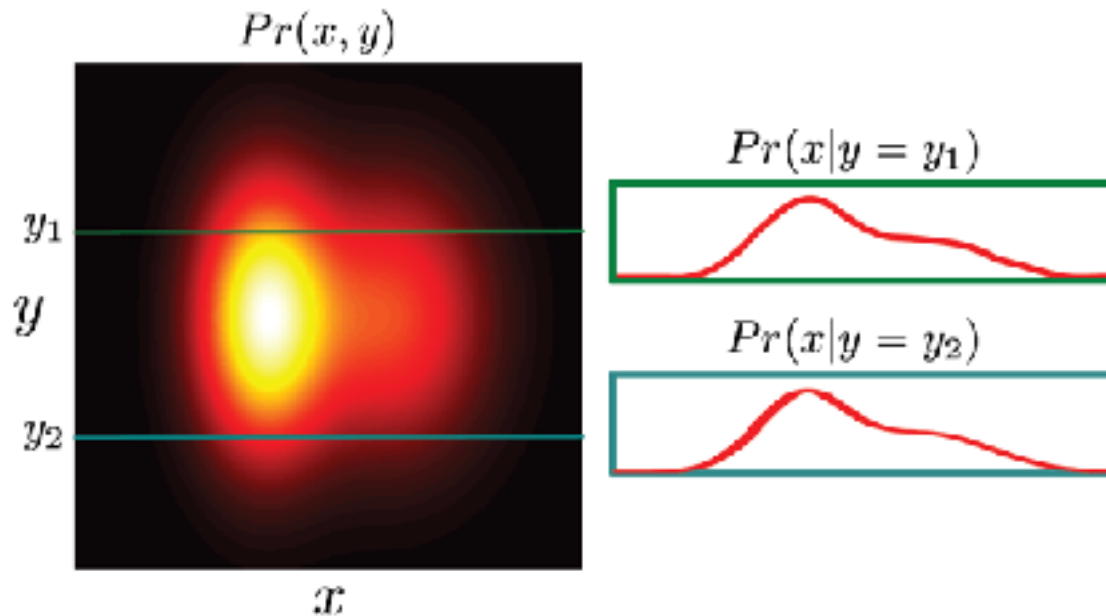 Pr(x, y)
y₁
y
y₂
x
Pr(x|y = y₁)
Pr(x|y = y₂)